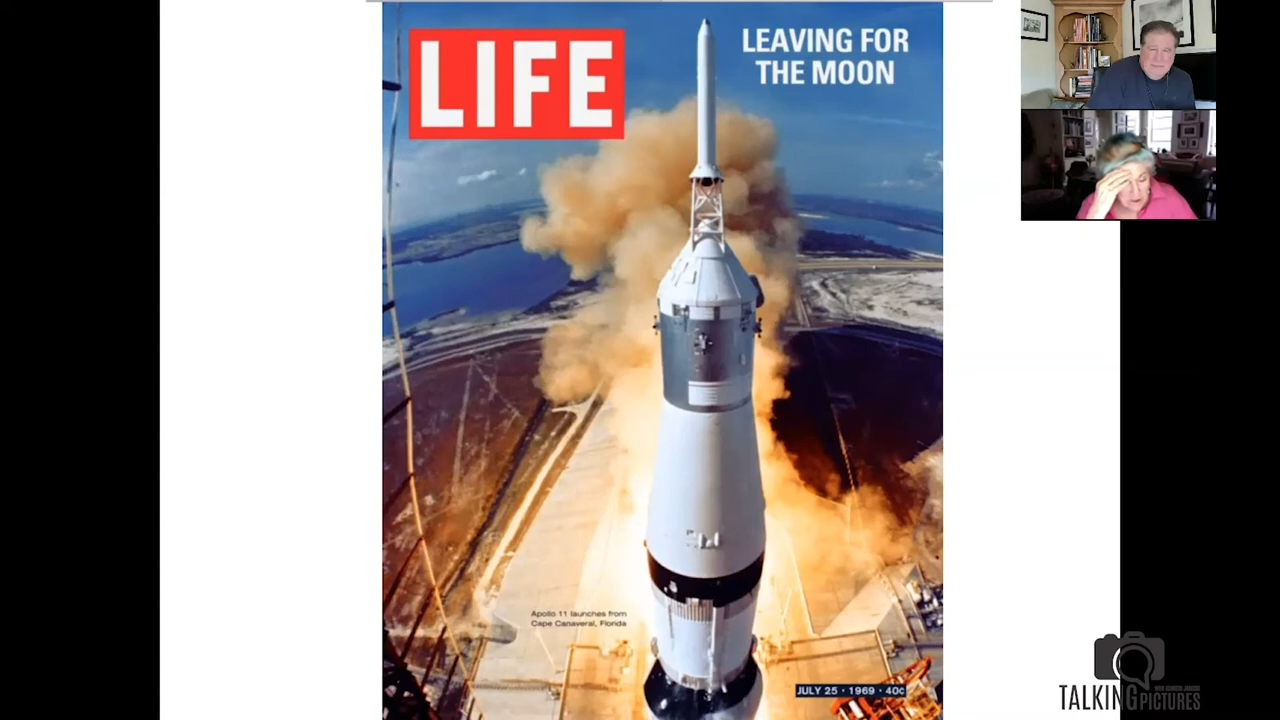 LIFE
LEAVING FOR
THE MOON
Apollo 11 launches from
Cape Canaveral, Florida
JULY 25 · 1969 · 40¢
TALKING
PICTURES